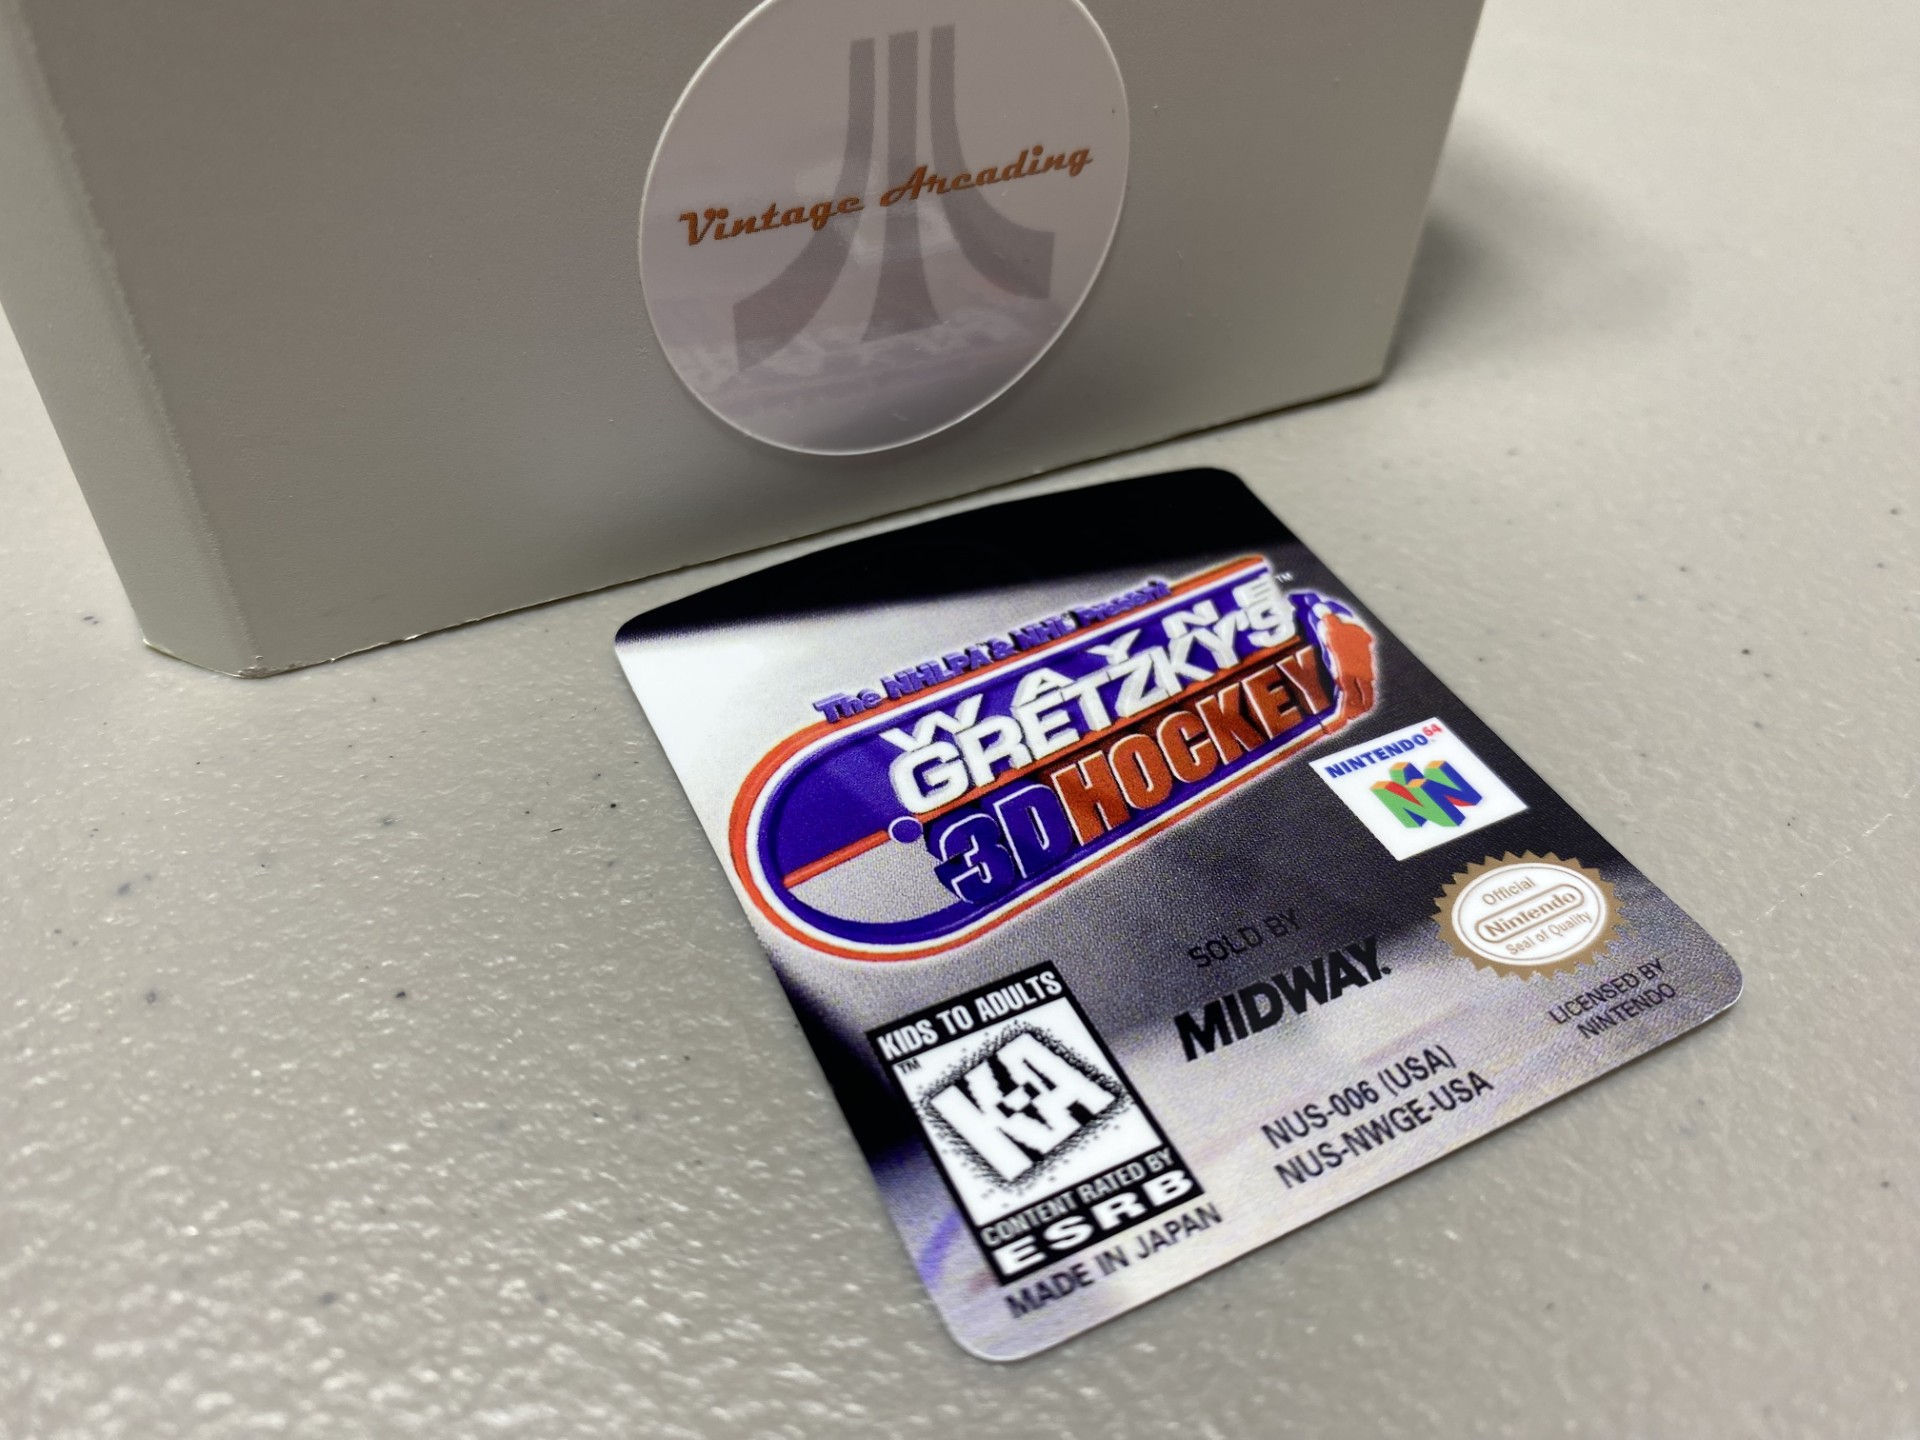 Vintage Arcading
The NHLPA & NHL Present
WAYNE
GRETZKY'S
3D HOCKEY
NINTENDO64
Official
Nintendo
Seal of Quality
LICENSED BY
NINTENDO
SOLD BY
MIDWAY.
NUS-006 (USA)
NUS-NWGE-USA
KIDS TO ADULTS
K-A
CONTENT RATED BY
ESRB
MADE IN JAPAN